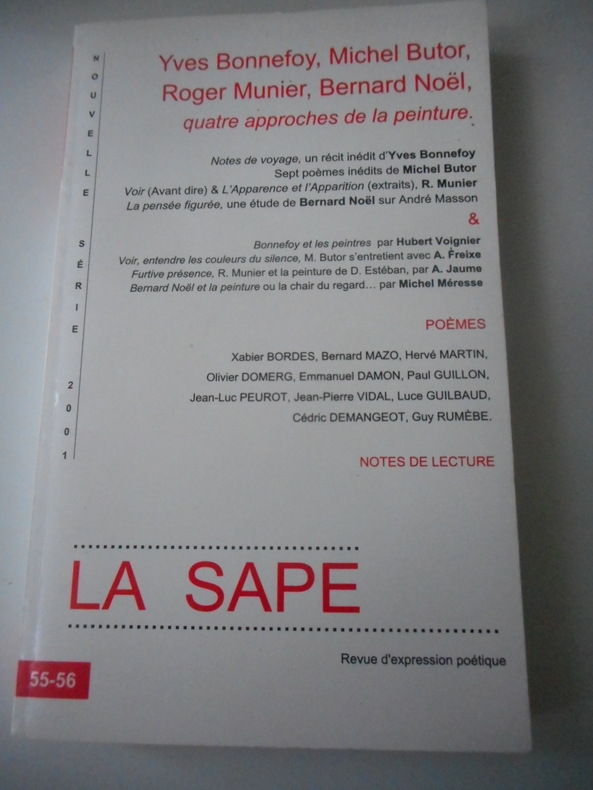 NOUVELLE SÉRIE 2001
Yves Bonnefoy, Michel Butor,
Roger Munier, Bernard Noël,
quatre approches de la peinture.
Notes de voyage, un récit inédit d'Yves Bonnefoy
Sept poèmes inédits de Michel Butor
Voir (Avant dire) & L'Apparence et l'Apparition (extraits), R. Munier
La pensée figurée, une étude de Bernard Noël sur André Masson
&
Bonnefoy et les peintres par Hubert Voignier
Voir, entendre les couleurs du silence, M. Butor s'entretient avec A. Freixe
Furtive présence, R. Munier et la peinture de D. Estéban, par A. Jaume
Bernard Noël et la peinture ou la chair du regard... par Michel Méresse
POÈMES
Xabier BORDES, Bernard MAZO, Hervé MARTIN,
Olivier DOMERG, Emmanuel DAMON, Paul GUILLON,
Jean-Luc PEUROT, Jean-Pierre VIDAL, Luce GUILBAUD,
Cédric DEMANGEOT, Guy RUMÈBE.
NOTES DE LECTURE
LA SAPE
Revue d'expression poétique
55-56